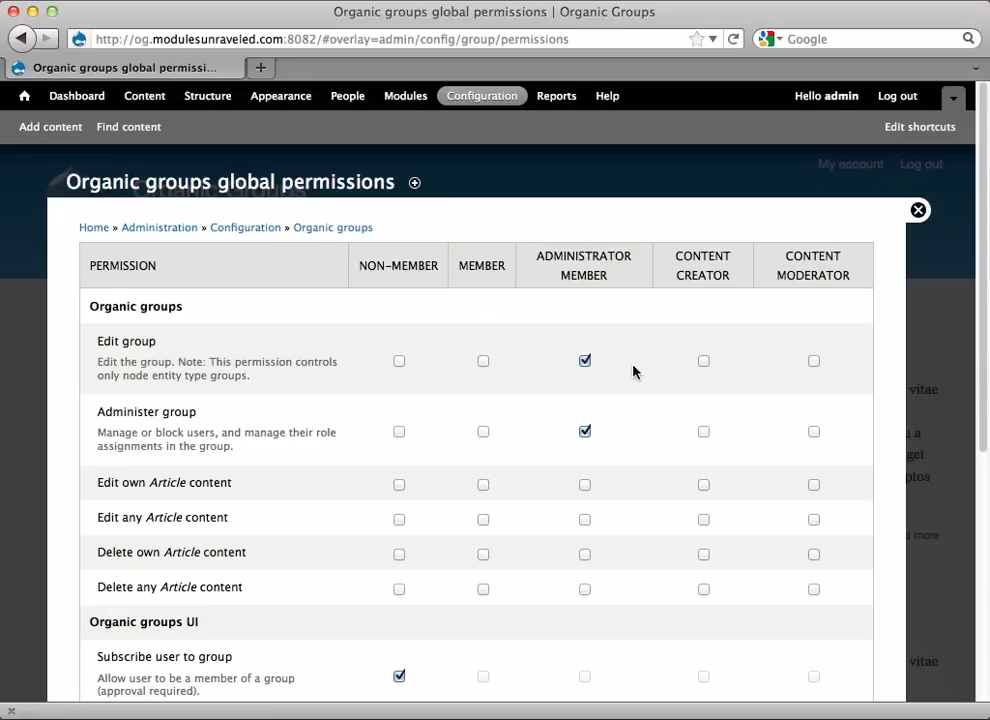 Organic groups global permissions | Organic Groups
http://og.modulesunraveled.com:8082/#overlay=admin/config/group/permissions
Google
Organic groups global permissi...
Dashboard Content Structure Appearance People Modules Configuration Reports Help Hello admin Log out
Add content Find content Edit shortcuts
My account Log out
Organic groups global permissions
Home » Administration » Configuration » Organic groups
PERMISSION NON-MEMBER MEMBER ADMINISTRATOR MEMBER CONTENT CREATOR CONTENT MODERATOR
Organic groups
Edit group
Edit the group. Note: This permission controls
only node entity type groups.
vitae
Administer group
Manage or block users, and manage their role
assignments in the group.
u a
get
ptos
Edit own Article content
Edit any Article content
more
Delete own Article content
Delete any Article content
Organic groups UI
Subscribe user to group
vitae
Allow user to be a member of a group
(approval required).